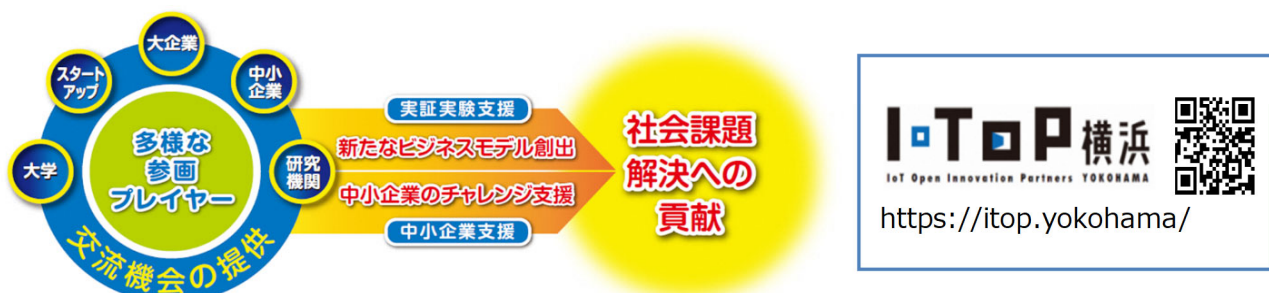 大企業
スタート
アップ
中小
企業
大学
研究
機関
多様な
参画
プレイヤー
交流機会の提供
実証実験支援
新たなビジネスモデル創出
中小企業のチャレンジ支援
中小企業支援
社会課題
解決への
貢献
I・TOP横浜
IoT Open Innovation Partners YOKOHAMA
https://itop.yokohama/